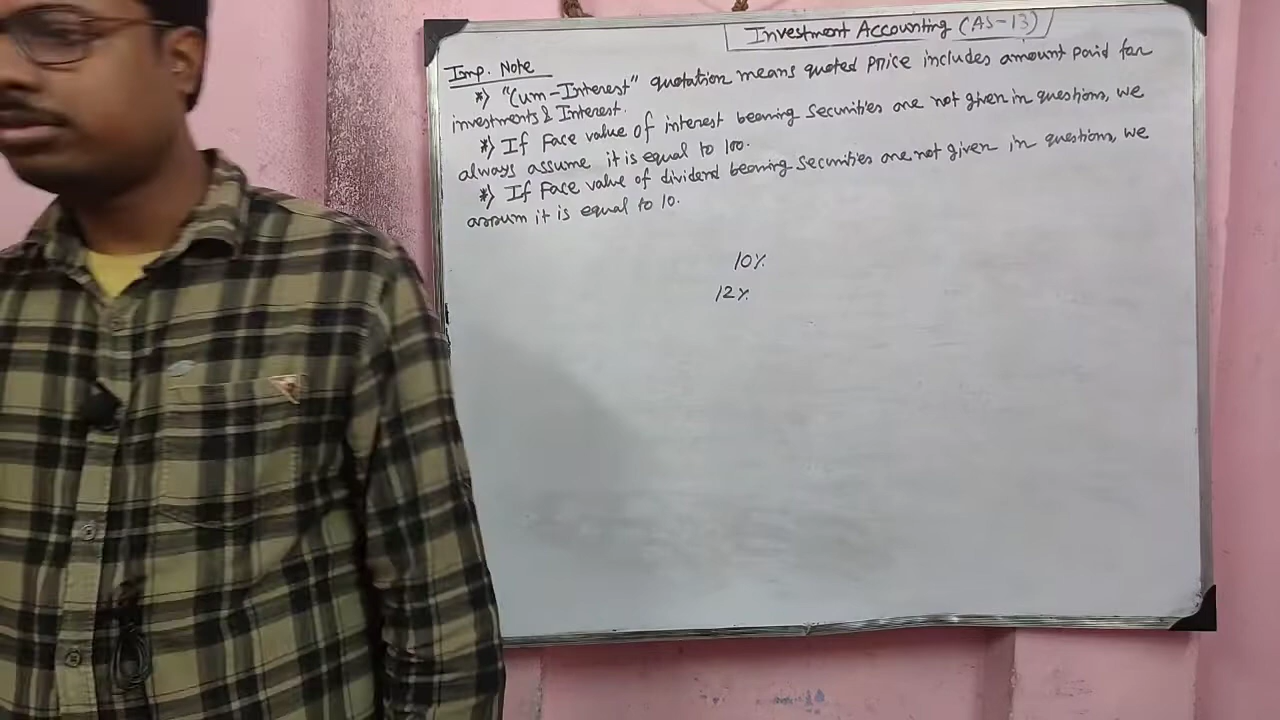 Investment Accounting (AS-13)
Imp. Note
*) "Cum-Interest" quotation means quoted price includes amount paid for
investments & Interest.
*) If Face value of interest bearing securities are not given in questions, we
always assume it is equal to 100.
*) If Face value of dividend bearing securities are not given in questions, we
assum it is equal to 10.
10%
12%